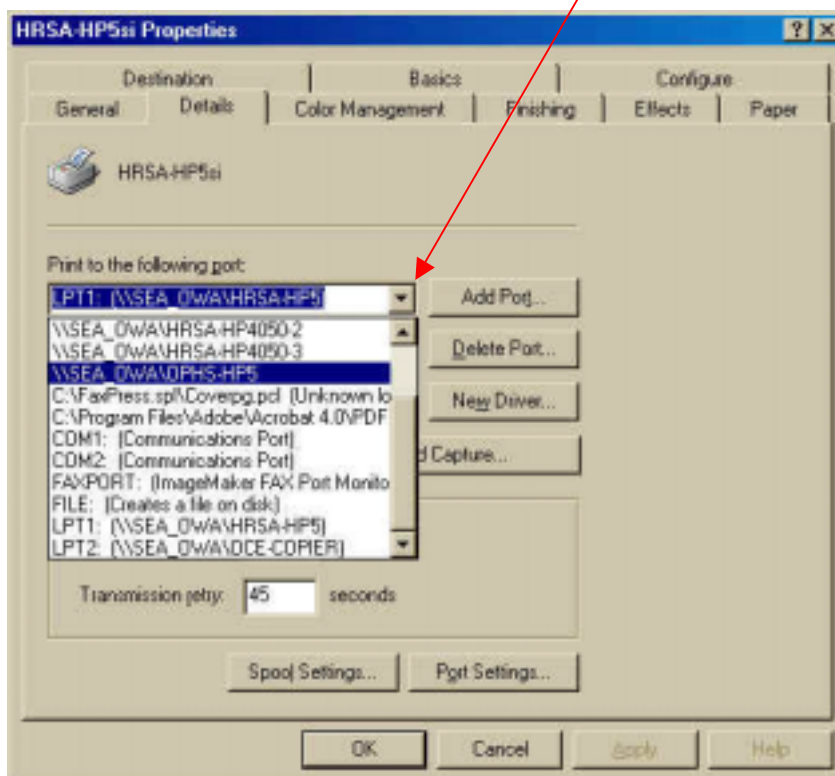 HRSA-HP5si Properties
Destination Basics Configure
General Details Color Management Finishing Effects Paper
HRSA-HP5si
Print to the following port:
LPT1: (\\SEA_OWA\HRSA-HP5)
Add Port...
\\SEA_OWA\HRSA-HP4050-2
\\SEA_OWA\HRSA-HP4050-3
\\SEA_OWA\OPHS-HP5
C:\FaxPress.spl\Coverpg.pcl (Unknown lo
C:\Program Files\Adobe\Acrobat 4.0\PDF
COM1: (Communications Port)
COM2: (Communications Port)
FAXPORT: (ImageMaker FAX Port Monito
FILE: (Creates a file on disk)
LPT1: (\\SEA_OWA\HRSA-HP5)
LPT2: (\\SEA_OWA\OCE-COPIER)
Delete Port...
New Driver...
d Capture...
Transmission retry: 45 seconds
Spool Settings... Port Settings...
OK Cancel Apply Help